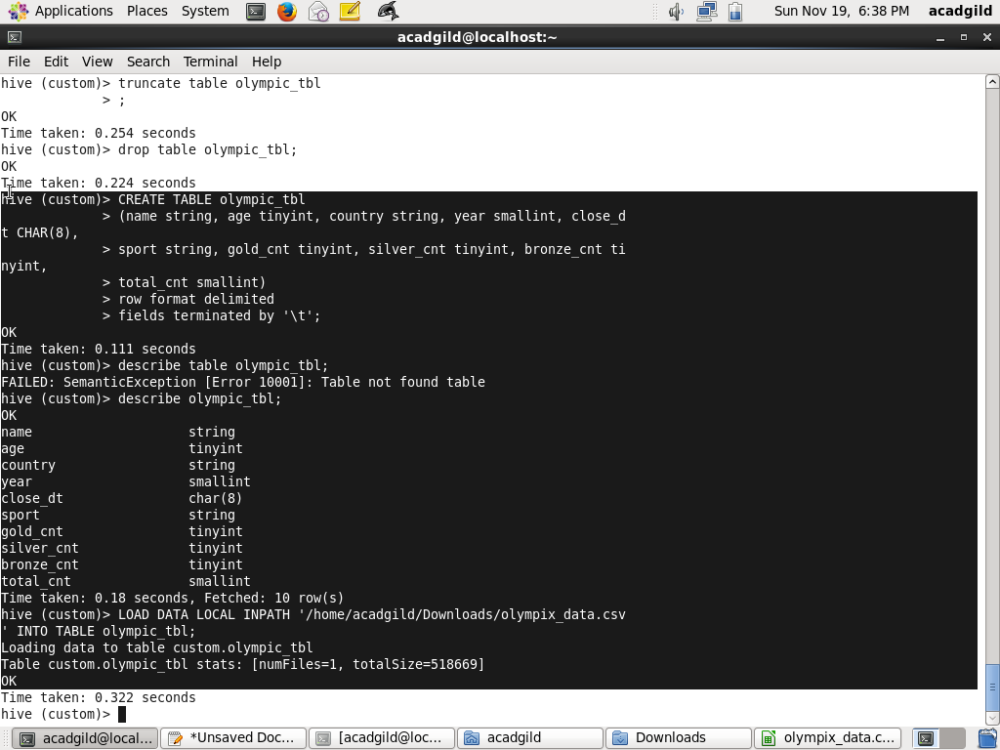 Applications Places System Sun Nov 19, 6:38 PM acadgild
acadgild@localhost:~
File Edit View Search Terminal Help
hive (custom)> truncate table olympic_tbl
> ;
OK
Time taken: 0.254 seconds
hive (custom)> drop table olympic_tbl;
OK
Time taken: 0.224 seconds
hive (custom)> CREATE TABLE olympic_tbl
> (name string, age tinyint, country string, year smallint, close_d
t CHAR(8),
> sport string, gold_cnt tinyint, silver_cnt tinyint, bronze_cnt ti
nyint,
> total_cnt smallint)
> row format delimited
> fields terminated by '\t';
OK
Time taken: 0.111 seconds
hive (custom)> describe table olympic_tbl;
FAILED: SemanticException [Error 10001]: Table not found table
hive (custom)> describe olympic_tbl;
OK
name string
age tinyint
country string
year smallint
close_dt char(8)
sport string
gold_cnt tinyint
silver_cnt tinyint
bronze_cnt tinyint
total_cnt smallint
Time taken: 0.18 seconds, Fetched: 10 row(s)
hive (custom)> LOAD DATA LOCAL INPATH '/home/acadgild/Downloads/olympix_data.csv
' INTO TABLE olympic_tbl;
Loading data to table custom.olympic_tbl
Table custom.olympic_tbl stats: [numFiles=1, totalSize=518669]
OK
Time taken: 0.322 seconds
hive (custom)>
acadgild@local... *Unsaved Doc... [acadgild@loc... acadgild Downloads olympix_data.c...